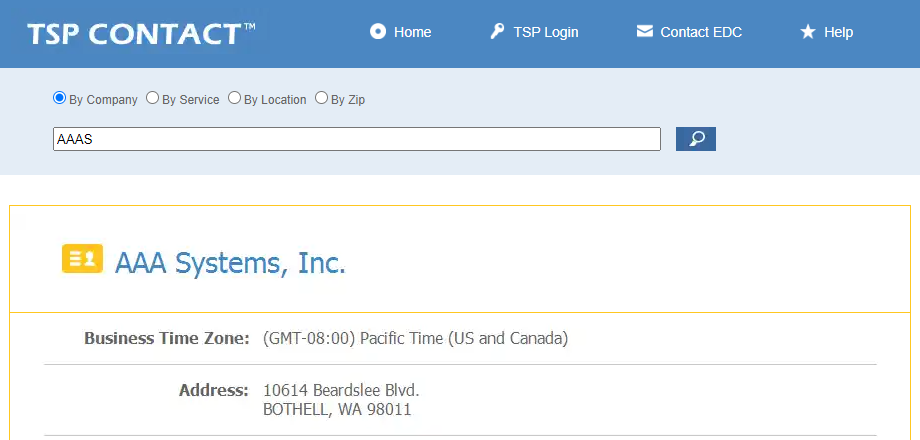 TSP CONTACT™
Home TSP Login Contact EDC Help
By Company By Service By Location By Zip
AAAS
AAA Systems, Inc.
Business Time Zone: (GMT-08:00) Pacific Time (US and Canada)
Address: 10614 Beardslee Blvd.
BOTHELL, WA 98011